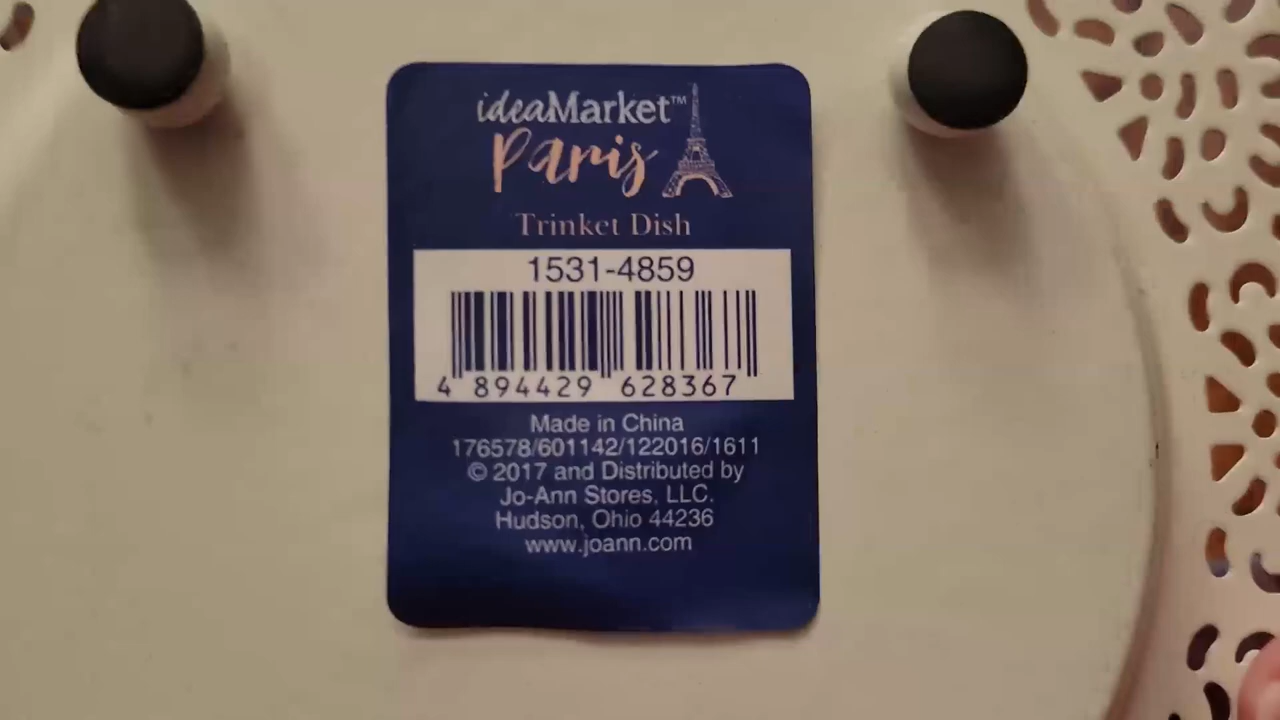 ideaMarket™
Paris
Trinket Dish
1531-4859
4 894429 628367
Made in China
176578/601142/122016/1611
© 2017 and Distributed by
Jo-Ann Stores, LLC.
Hudson, Ohio 44236
www.joann.com